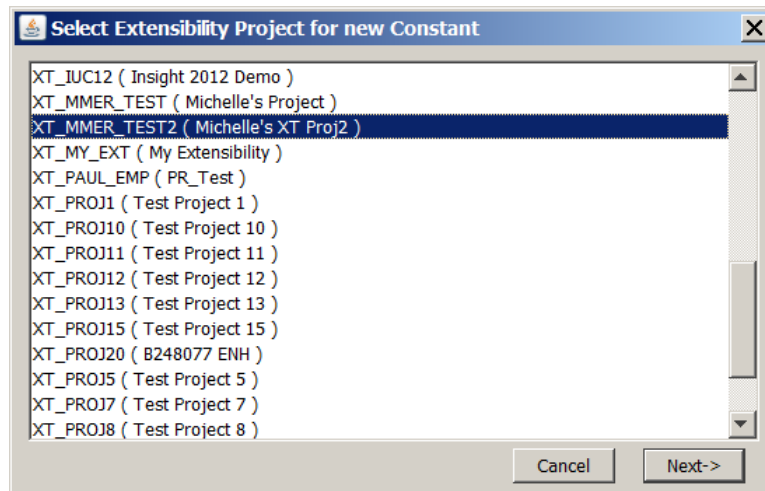 Select Extensibility Project for new Constant
XT_IUC12 ( Insight 2012 Demo )
XT_MMER_TEST ( Michelle's Project )
XT_MMER_TEST2 ( Michelle's XT Proj2 )
XT_MY_EXT ( My Extensibility )
XT_PAUL_EMP ( PR_Test )
XT_PROJ1 ( Test Project 1 )
XT_PROJ10 ( Test Project 10 )
XT_PROJ11 ( Test Project 11 )
XT_PROJ12 ( Test Project 12 )
XT_PROJ13 ( Test Project 13 )
XT_PROJ15 ( Test Project 15 )
XT_PROJ20 ( B248077 ENH )
XT_PROJ5 ( Test Project 5 )
XT_PROJ7 ( Test Project 7 )
XT_PROJ8 ( Test Project 8 )
Cancel Next->